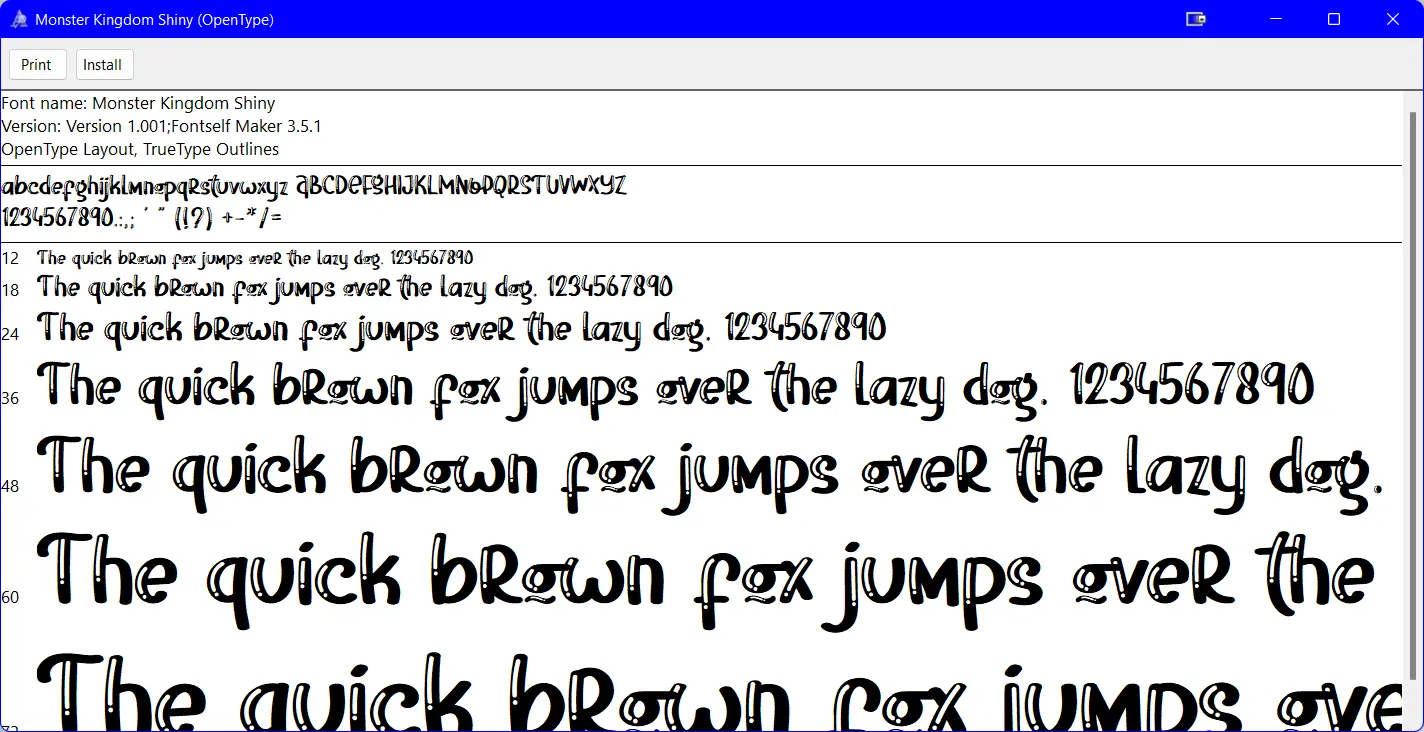 Monster Kingdom Shiny (OpenType)
Print Install
Font name: Monster Kingdom Shiny
Version: Version 1.001;Fontself Maker 3.5.1
OpenType Layout, TrueType Outlines
abcdefghijklmnopqrstuvwxyz ABCDEFGHIJKLMNOPQRSTUVWXYZ
1234567890.:,; ' " (!?) +-*/=
12 The quick brown fox jumps over the lazy dog. 1234567890
18 The quick brown fox jumps over the lazy dog. 1234567890
24 The quick brown fox jumps over the lazy dog. 1234567890
36 The quick brown fox jumps over the lazy dog. 1234567890
48 The quick brown fox jumps over the lazy dog.
60 The quick brown fox jumps over the
72 The quick brown fox jumps ove